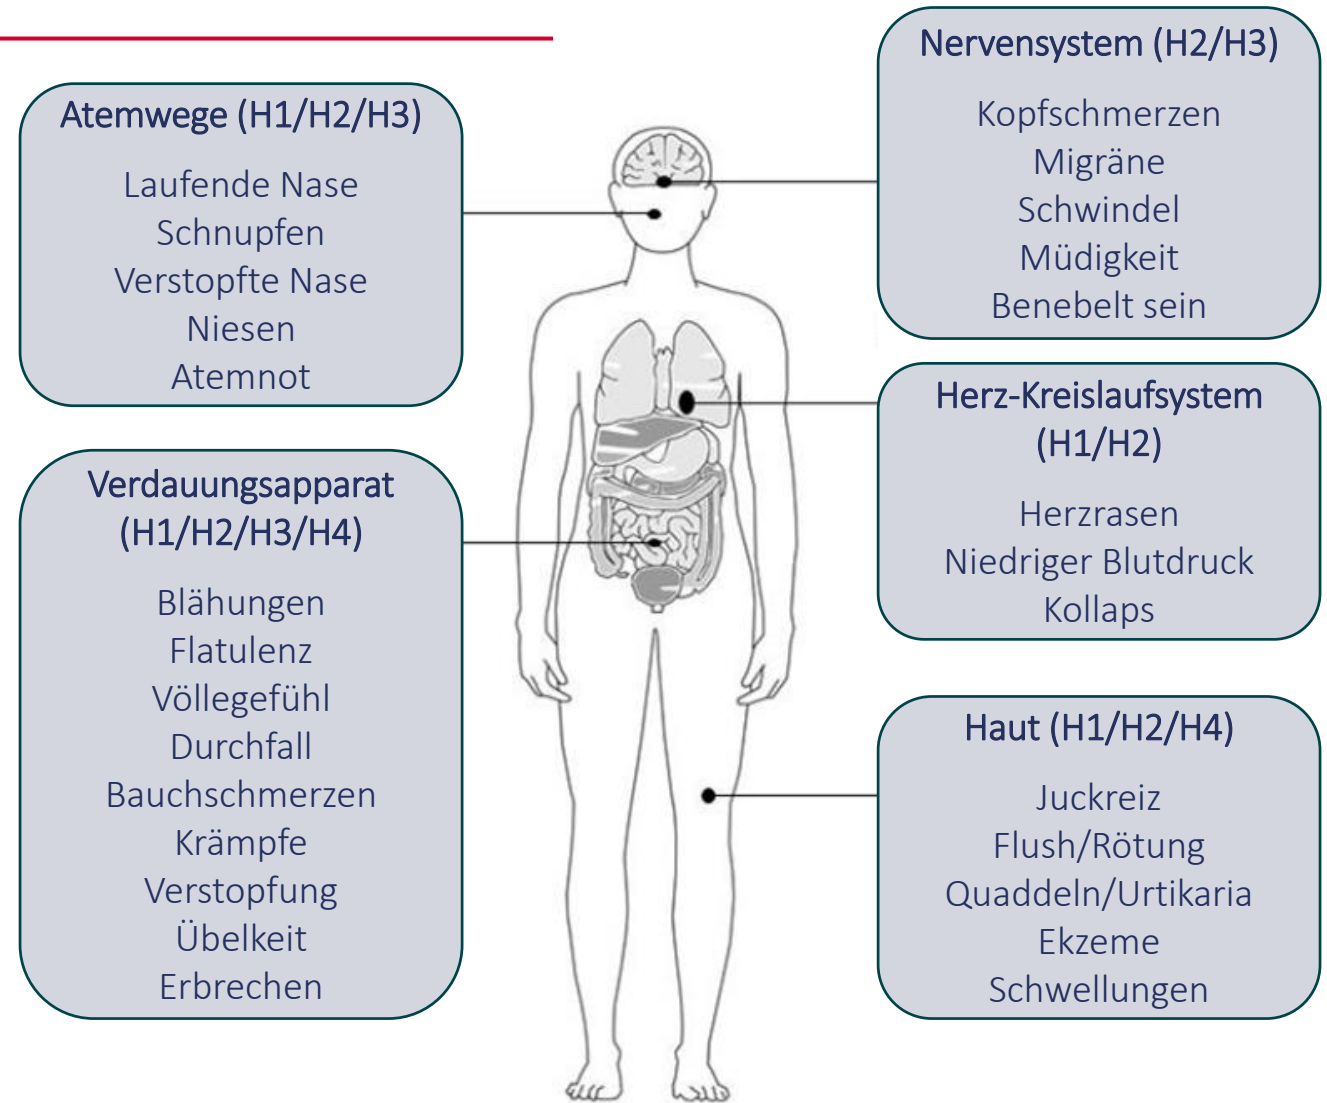 Atemwege (H1/H2/H3)
Laufende Nase
Schnupfen
Verstopfte Nase
Niesen
Atemnot
Verdauungsapparat
(H1/H2/H3/H4)
Blähungen
Flatulenz
Völlegefühl
Durchfall
Bauchschmerzen
Krämpfe
Verstopfung
Übelkeit
Erbrechen
Nervensystem (H2/H3)
Kopfschmerzen
Migräne
Schwindel
Müdigkeit
Benebelt sein
Herz-Kreislaufsystem
(H1/H2)
Herzrasen
Niedriger Blutdruck
Kollaps
Haut (H1/H2/H4)
Juckreiz
Flush/Rötung
Quaddeln/Urtikaria
Ekzeme
Schwellungen